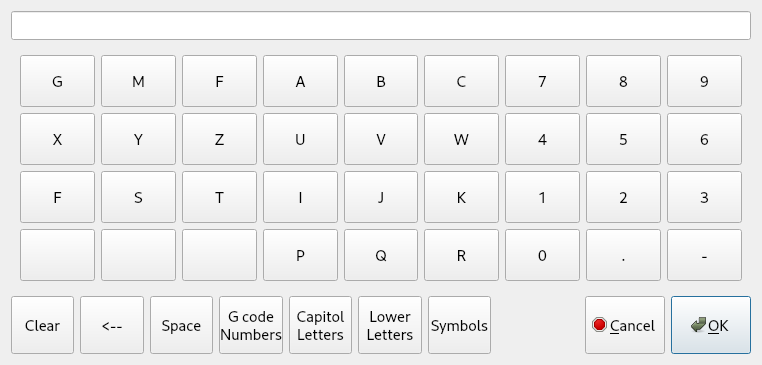 G M F A B C 7 8 9
X Y Z U V W 4 5 6
F S T I J K 1 2 3
P Q R 0 . -
Clear <-- Space G code Numbers Capitol Letters Lower Letters Symbols Cancel OK